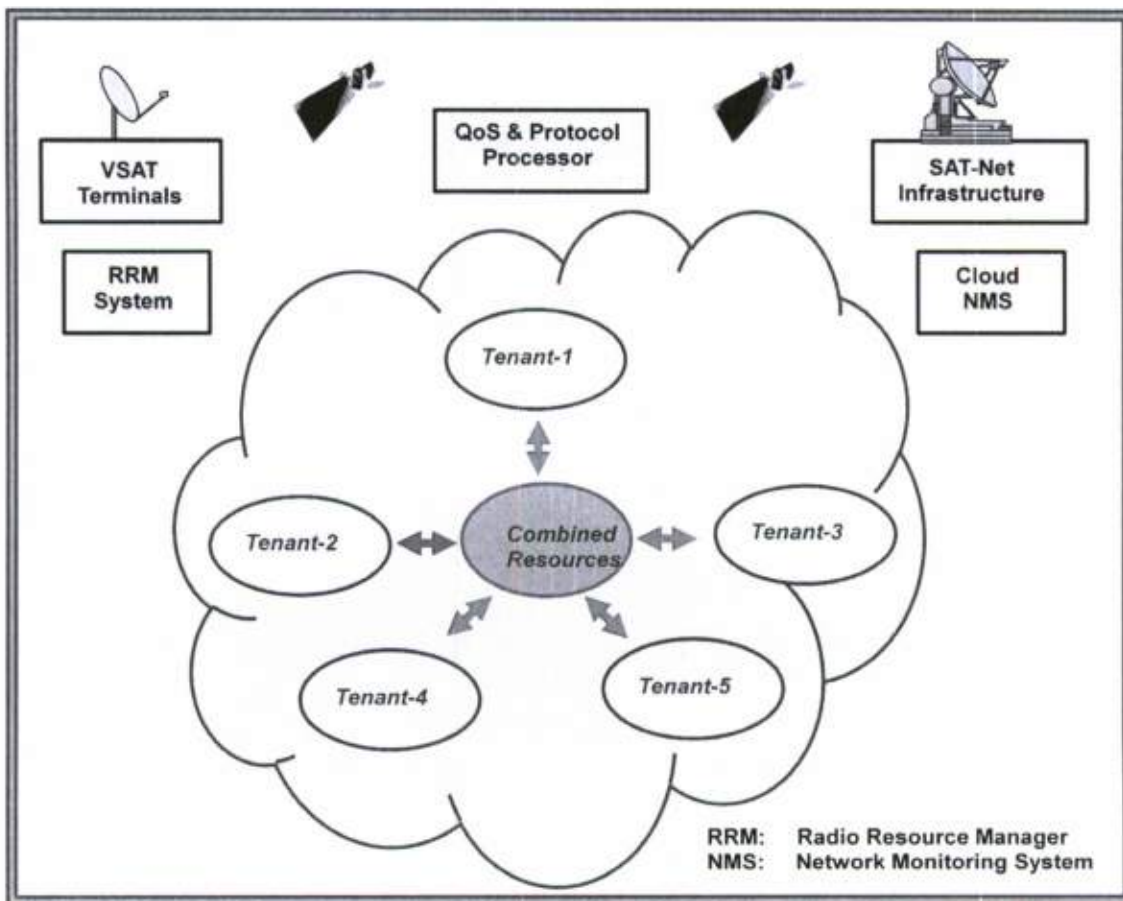 QoS & Protocol
Processor
VSAT
Terminals
SAT-Net
Infrastructure
RRM
System
Cloud
NMS
Tenant-1
Tenant-2
Combined
Resources
Tenant-3
Tenant-4
Tenant-5
RRM: Radio Resource Manager
NMS: Network Monitoring System